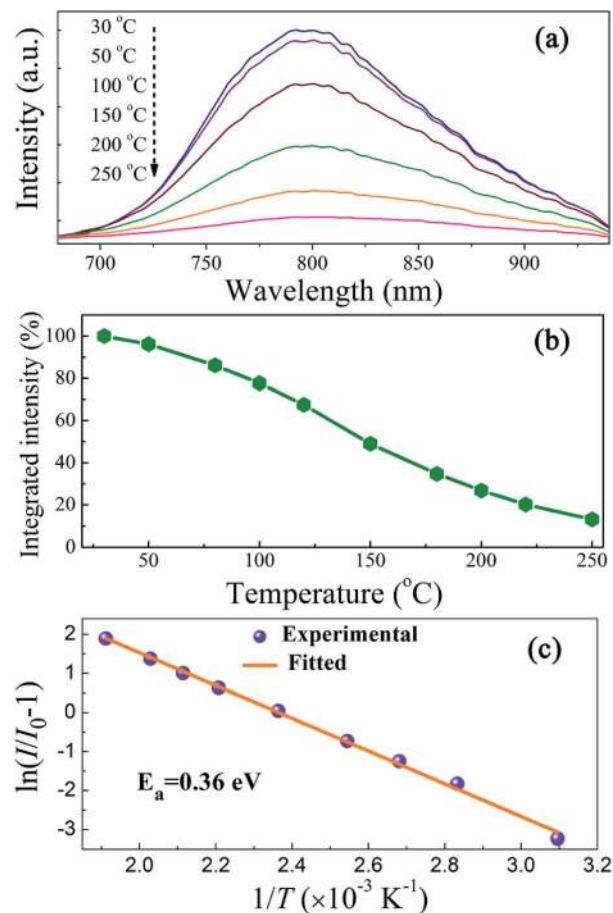 (a)
30 °C
50 °C
100 °C
150 °C
200 °C
250 °C
Intensity (a.u.)
700 750 800 850 900
Wavelength (nm)
(b)
Integrated intensity (%)
100
80
60
40
20
0
50 100 150 200 250
Temperature (°C)
(c)
Experimental
Fitted
ln(I/I₀-1)
2
1
0
-1
-2
-3
Eₐ=0.36 eV
2.0 2.2 2.4 2.6 2.8 3.0 3.2
1/T (×10⁻³ K⁻¹)